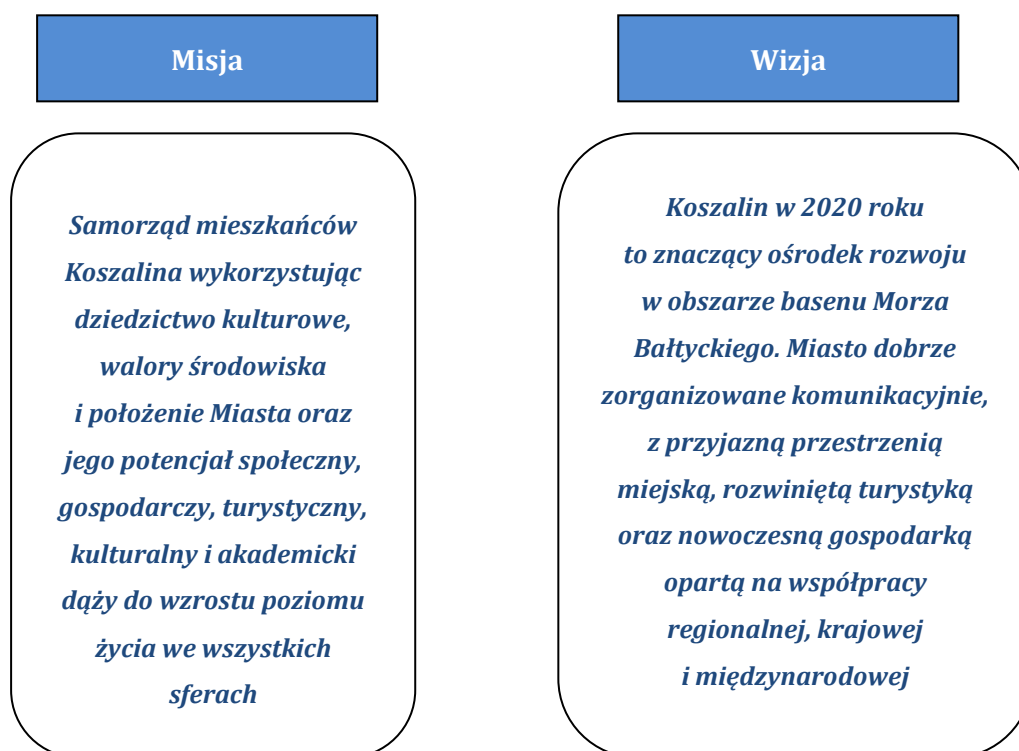 Misja
Samorząd mieszkańców
Koszalina wykorzystując
dziedzictwo kulturowe,
walory środowiska
i położenie Miasta oraz
jego potencjał społeczny,
gospodarczy, turystyczny,
kulturalny i akademicki
dąży do wzrostu poziomu
życia we wszystkich
sferach
Wizja
Koszalin w 2020 roku
to znaczący ośrodek rozwoju
w obszarze basenu Morza
Bałtyckiego. Miasto dobrze
zorganizowane komunikacyjnie,
z przyjazną przestrzenią
miejską, rozwiniętą turystyką
oraz nowoczesną gospodarką
opartą na współpracy
regionalnej, krajowej
i międzynarodowej